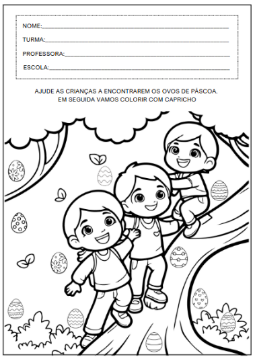 NOME:
TURMA:
PROFESSORA:
ESCOLA:
AJUDE AS CRIANÇAS A ENCONTRAREM OS OVOS DE PÁSCOA.
EM SEGUIDA VAMOS COLORIR COM CAPRICHO